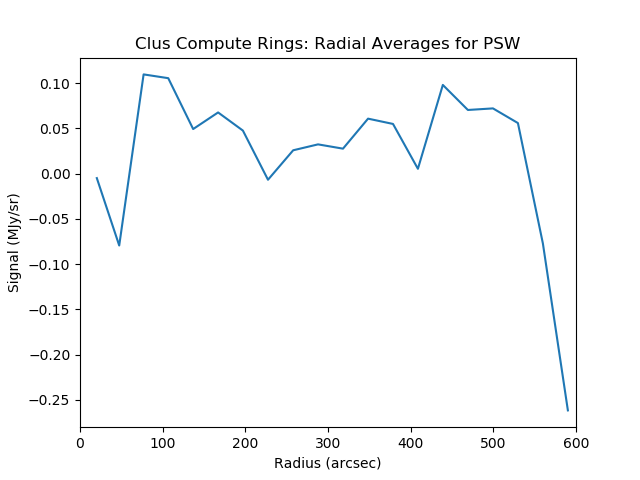 Clus Compute Rings: Radial Averages for PSW
0.10
0.05
0.00
−0.05
−0.10
−0.15
−0.20
−0.25
Signal (MJy/sr)
0 100 200 300 400 500 600
Radius (arcsec)